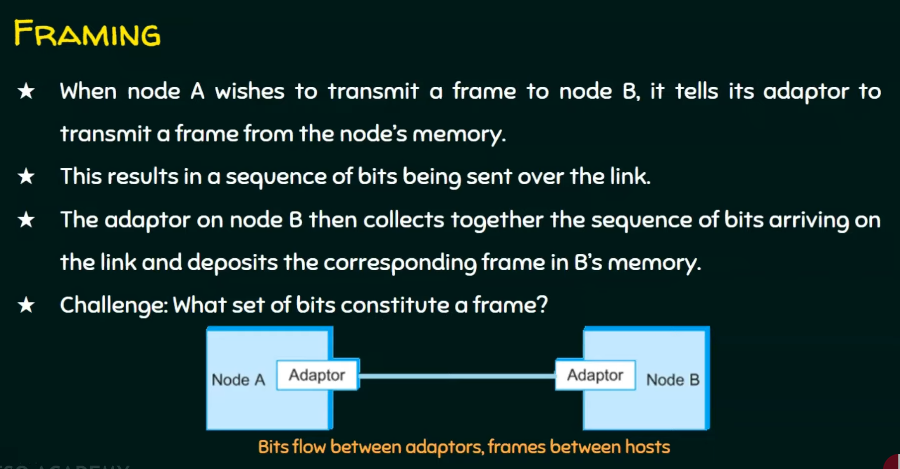 FRAMING
★ When node A wishes to transmit a frame to node B, it tells its adaptor to
transmit a frame from the node's memory.
★ This results in a sequence of bits being sent over the link.
★ The adaptor on node B then collects together the sequence of bits arriving on
the link and deposits the corresponding frame in B's memory.
★ Challenge: What set of bits constitute a frame?
Node A
Adaptor
Adaptor
Node B
Bits flow between adaptors, frames between hosts
ACADEMY